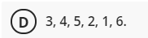 D 3, 4, 5, 2, 1, 6.